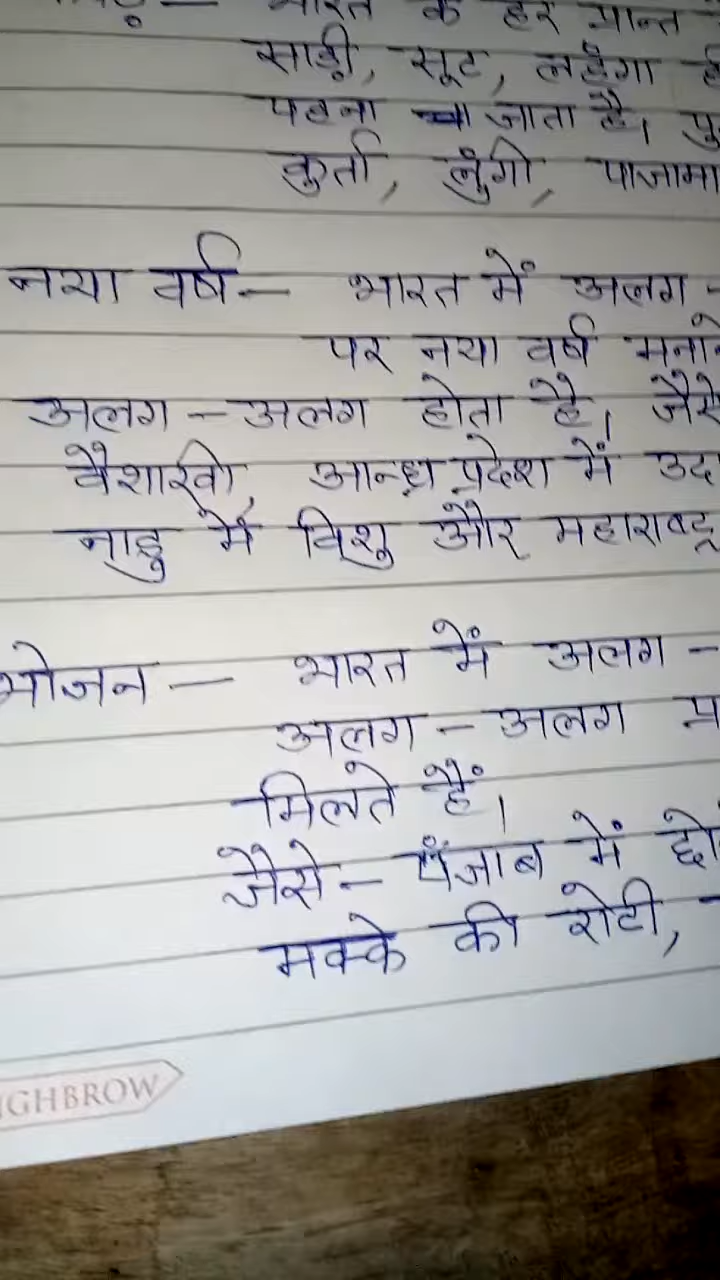 भारत के हर प्रान्त
साड़ी, सूट, लहँगा
पहना जाता है।
कुर्ता, लुंगी, पाजामा
नया वर्ष — भारत में अलग -
पर नया वर्ष मनाने
अलग - अलग होता है। जैसे
वैशाखी, आन्ध्र प्रदेश में
नाडु में विशु और महाराष्ट्र
भोजन — भारत में अलग -
अलग - अलग
मिलते हैं।
जैसे - पंजाब में
मक्के की रोटी,
IGHBROW